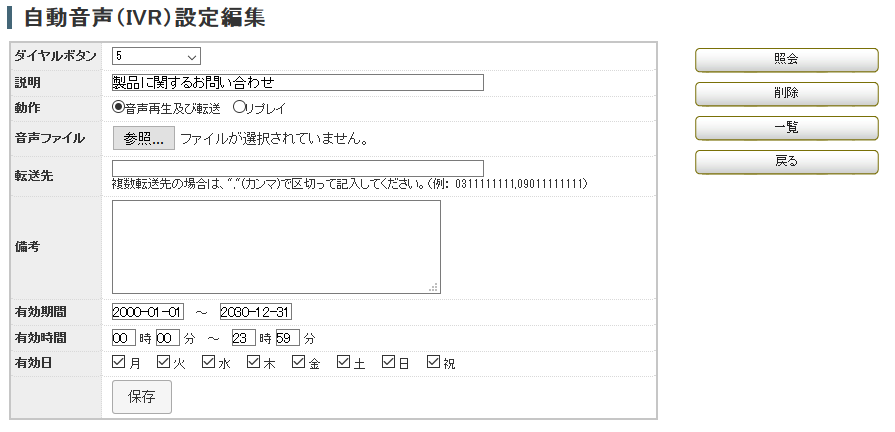 自動音声(IVR)設定編集
ダイヤルボタン 5
説明 製品に関するお問い合わせ
動作 音声再生及び転送 リプレイ
音声ファイル 参照... ファイルが選択されていません。
転送先
複数転送先の場合は、","(カンマ)で区切って記入してください。(例: 0311111111,09011111111)
備考
有効期間 2000-01-01 ～ 2030-12-31
有効時間 00 時 00 分 ～ 23 時 59 分
有効日 月 火 水 木 金 土 日 祝
保存
照会
削除
一覧
戻る